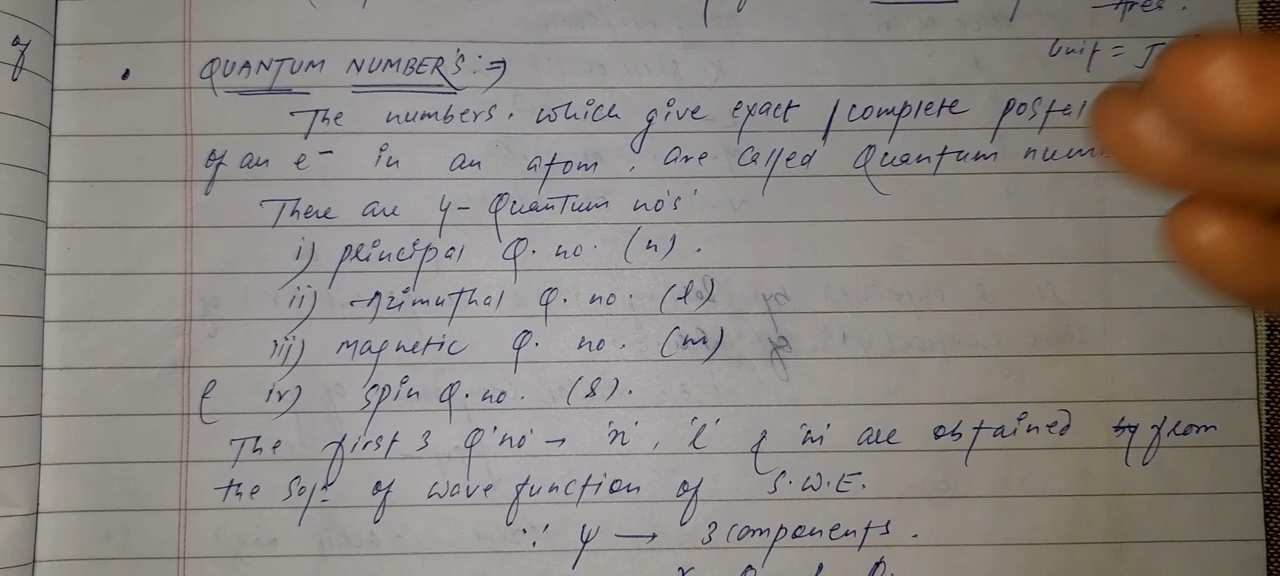 free.
Unit = J
• QUANTUM NUMBER'S :⇒
The numbers, which give exact / complete
of an e⁻ in an atom, are called Quantum
There are 4 - Quantum no's
i) principal Q. no. (n).
ii) Azimuthal Q. no. (l)
iii) magnetic Q. no. (m)
& iv) spin Q. no. (s).
The first 3 Q' no' → 'n', 'l' & 'm' are obtained by from
the Solⁿ of wave function of S.W.E.
∵ ψ → 3 components.